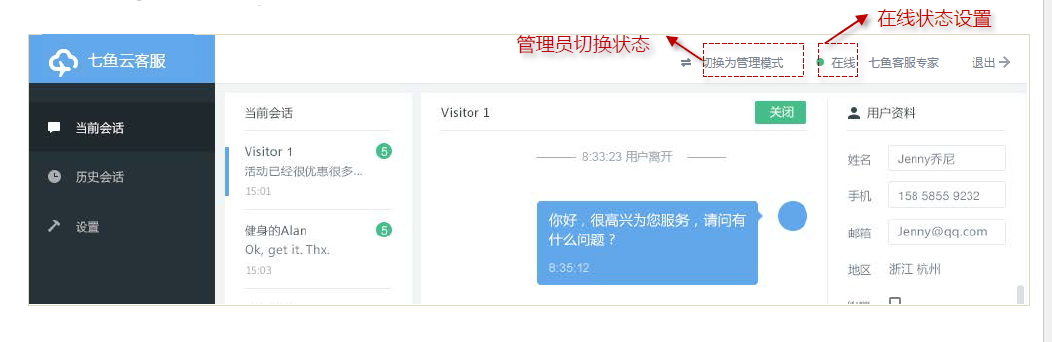 在线状态设置
管理员切换状态
七鱼云客服
切换为管理模式
在线
七鱼客服专家
退出
当前会话
历史会话
设置
当前会话
Visitor 1
5
活动已经很优惠很多...
15:01
健身的Alan
5
Ok, get it. Thx.
15:03
Visitor 1
关闭
8:33:23 用户离开
你好，很高兴为您服务，请问有
什么问题？
8:35:12
用户资料
姓名 Jenny乔尼
手机 158 5855 9232
邮箱 Jenny@qq.com
地区 浙江 杭州